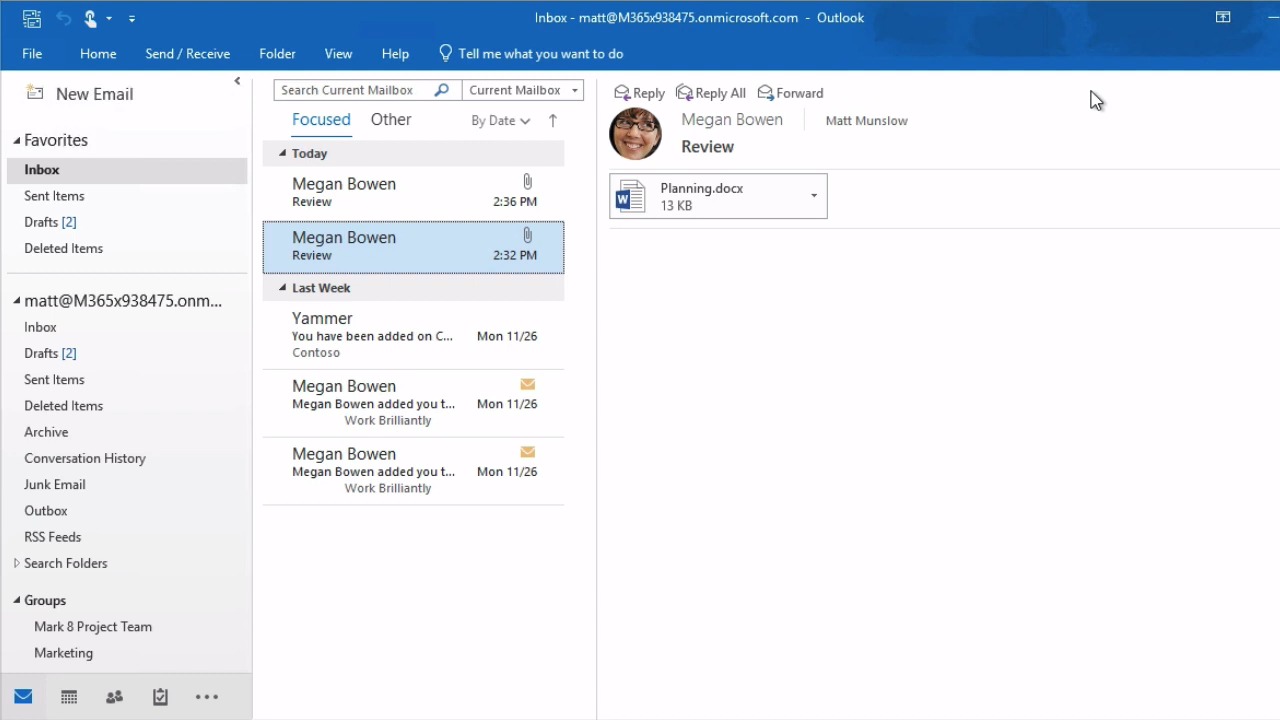 Inbox - matt@M365x938475.onmicrosoft.com - Outlook
File Home Send / Receive Folder View Help Tell me what you want to do
New Email
Favorites
Inbox
Sent Items
Drafts [2]
Deleted Items
matt@M365x938475.onm...
Inbox
Drafts [2]
Sent Items
Deleted Items
Archive
Conversation History
Junk Email
Outbox
RSS Feeds
Search Folders
Groups
Mark 8 Project Team
Marketing
Search Current Mailbox Current Mailbox
Focused Other By Date
Today
Megan Bowen
Review 2:36 PM
Megan Bowen
Review 2:32 PM
Last Week
Yammer
You have been added on C... Mon 11/26
Contoso
Megan Bowen
Megan Bowen added you t... Mon 11/26
Work Brilliantly
Megan Bowen
Megan Bowen added you t... Mon 11/26
Work Brilliantly
Reply Reply All Forward
Megan Bowen Matt Munslow
Review
W Planning.docx
13 KB